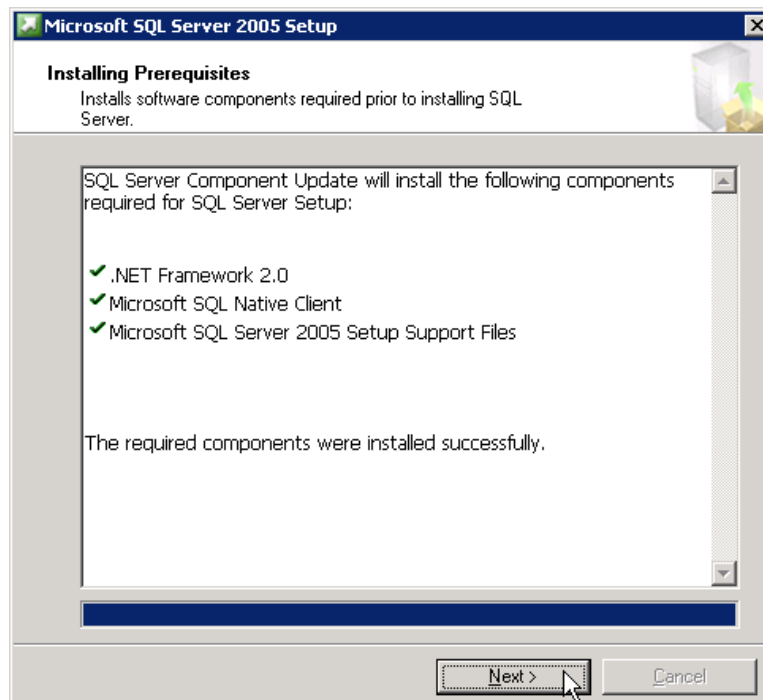 Microsoft SQL Server 2005 Setup
Installing Prerequisites
Installs software components required prior to installing SQL
Server.
SQL Server Component Update will install the following components
required for SQL Server Setup:
.NET Framework 2.0
Microsoft SQL Native Client
Microsoft SQL Server 2005 Setup Support Files
The required components were installed successfully.
Next >
Cancel